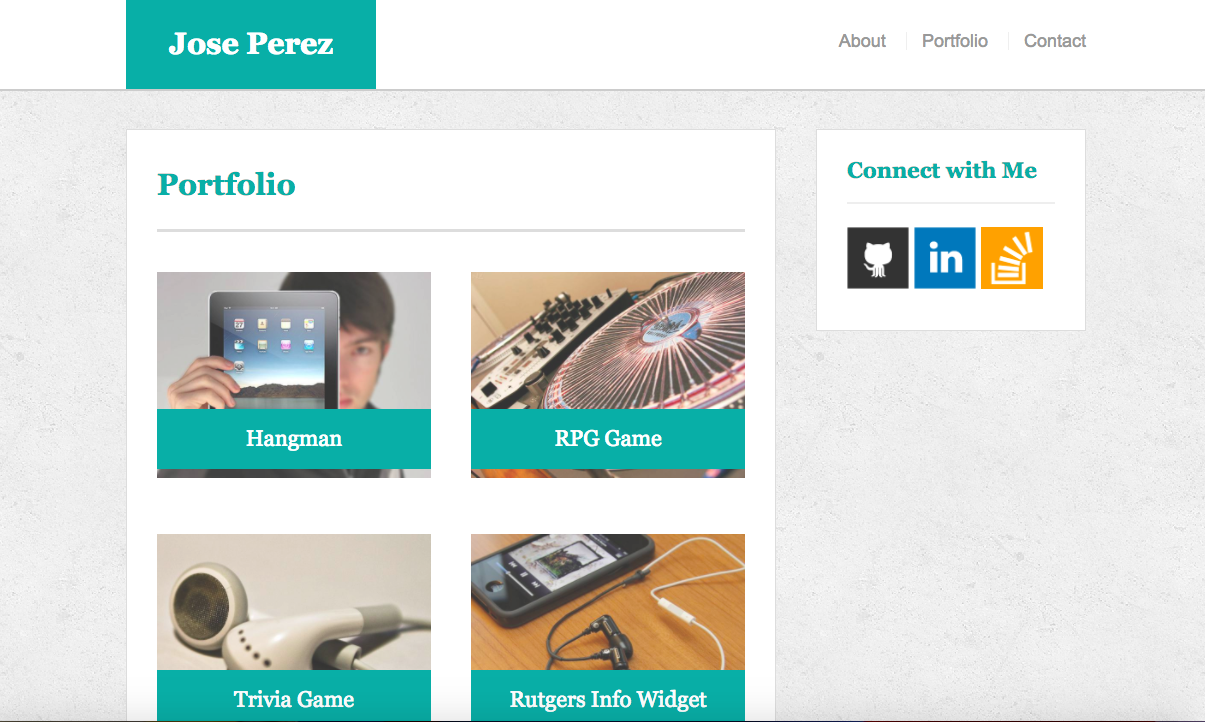 Jose Perez
About
Portfolio
Contact
Portfolio
Hangman
RPG Game
Trivia Game
Rutgers Info Widget
Connect with Me
in